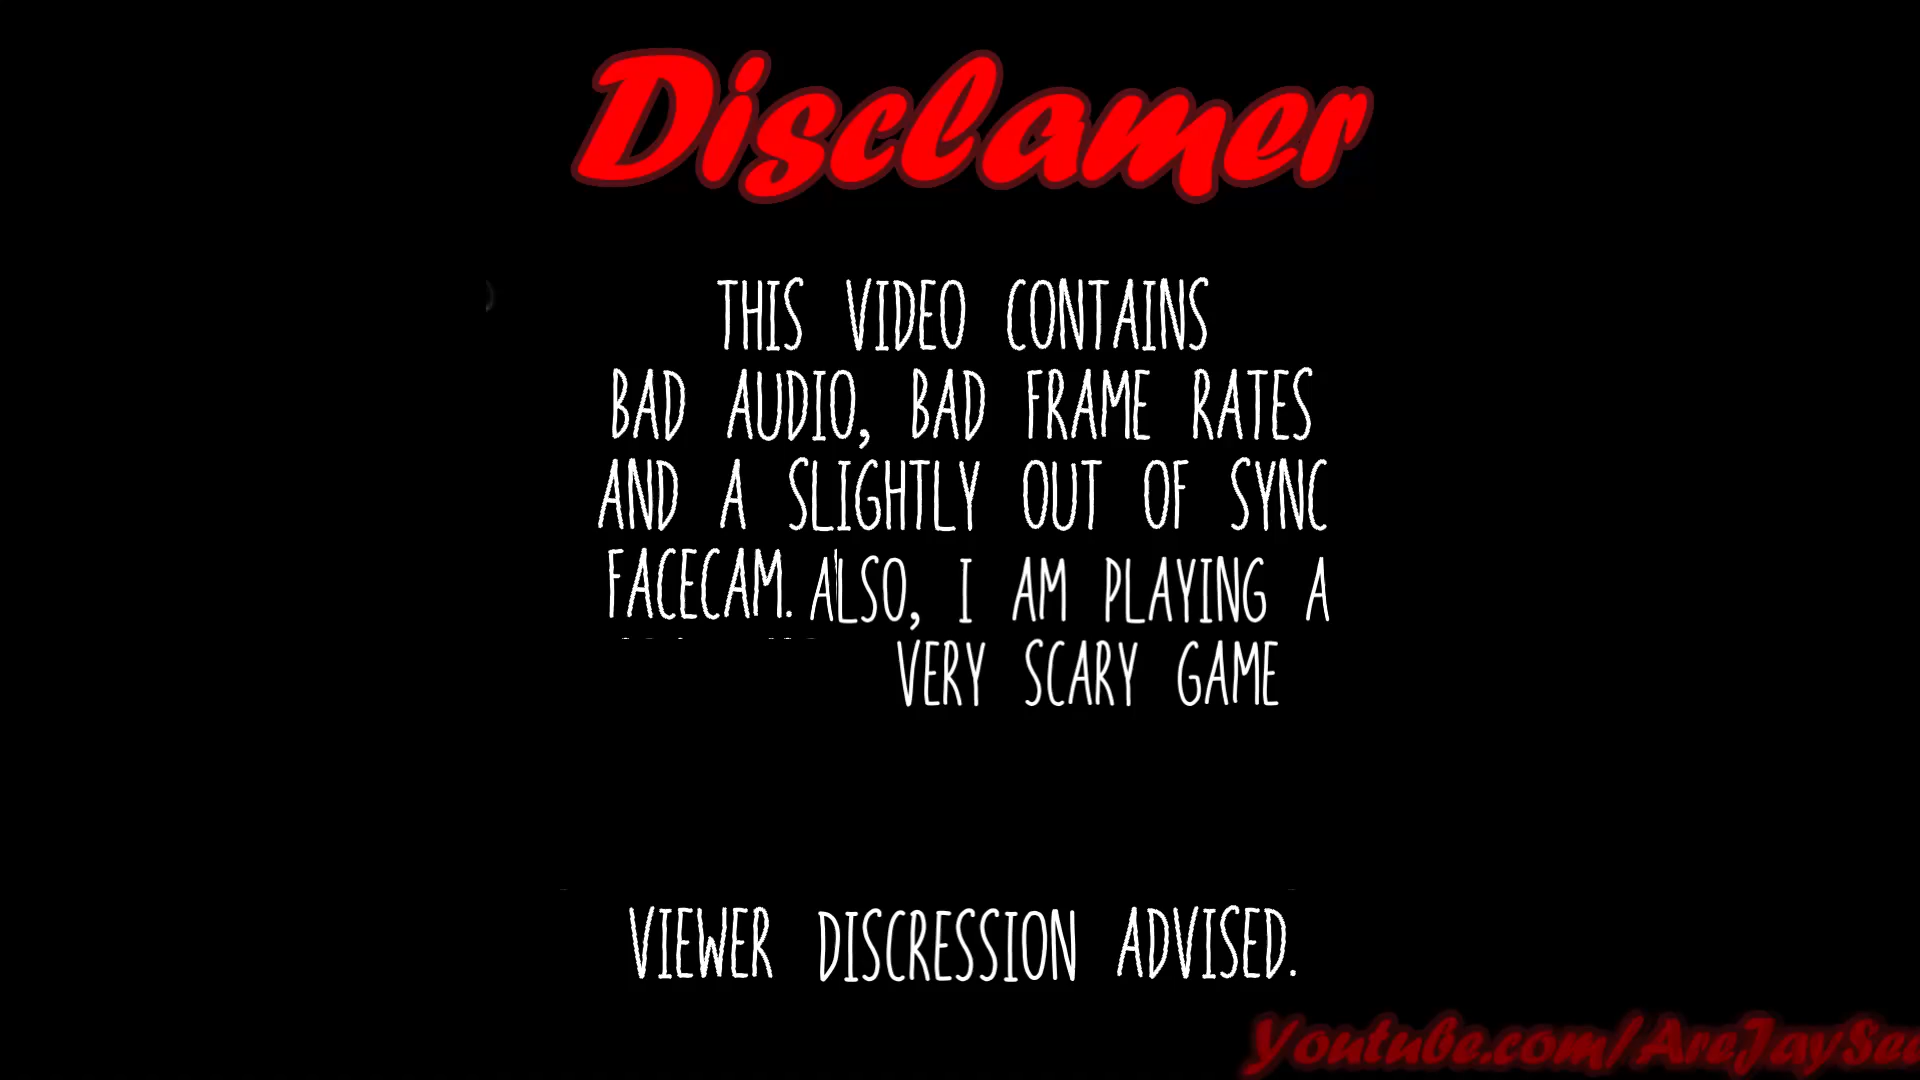 Disclamer
THIS VIDEO CONTAINS
BAD AUDIO, BAD FRAME RATES
AND A SLIGHTLY OUT OF SYNC
FACECAM. ALSO, I AM PLAYING A
VERY SCARY GAME
VIEWER DISCRESSION ADVISED.
Youtube.com/AreJaySea